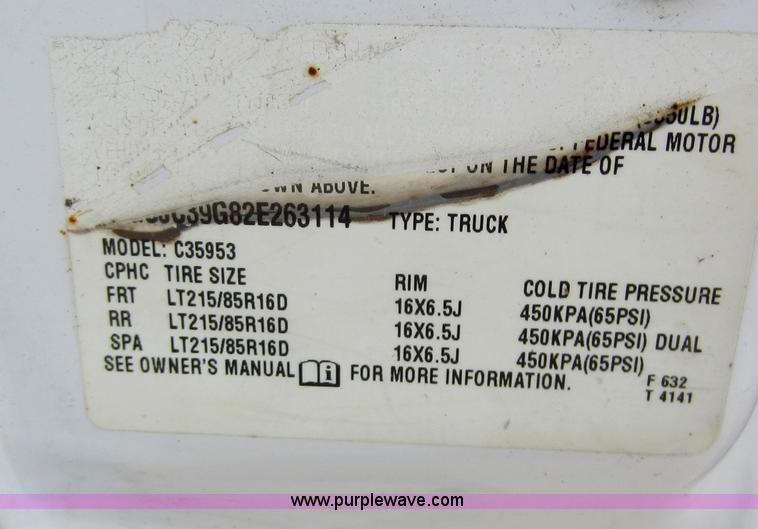 (3550LB)
FEDERAL MOTOR
ON THE DATE OF
OWN ABOVE.
C39G82E263114 TYPE: TRUCK
MODEL: C35953
CPHC TIRE SIZE RIM COLD TIRE PRESSURE
FRT LT215/85R16D 16X6.5J 450KPA(65PSI)
RR LT215/85R16D 16X6.5J 450KPA(65PSI) DUAL
SPA LT215/85R16D 16X6.5J 450KPA(65PSI)
SEE OWNER'S MANUAL i FOR MORE INFORMATION.
F 632
T 4141
www.purplewave.com